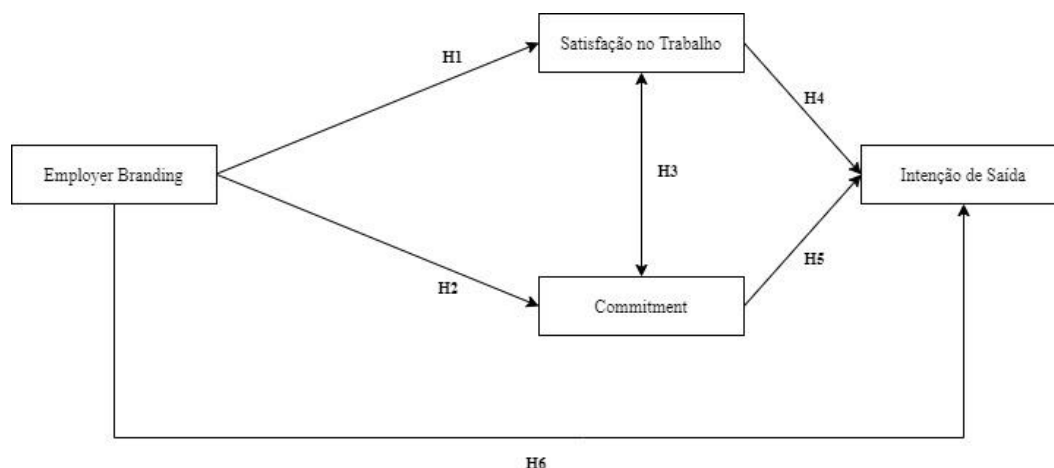 Satisfação no Trabalho
H1
H4
Employer Branding
H3
Intenção de Saída
H2
H5
Commitment
H6